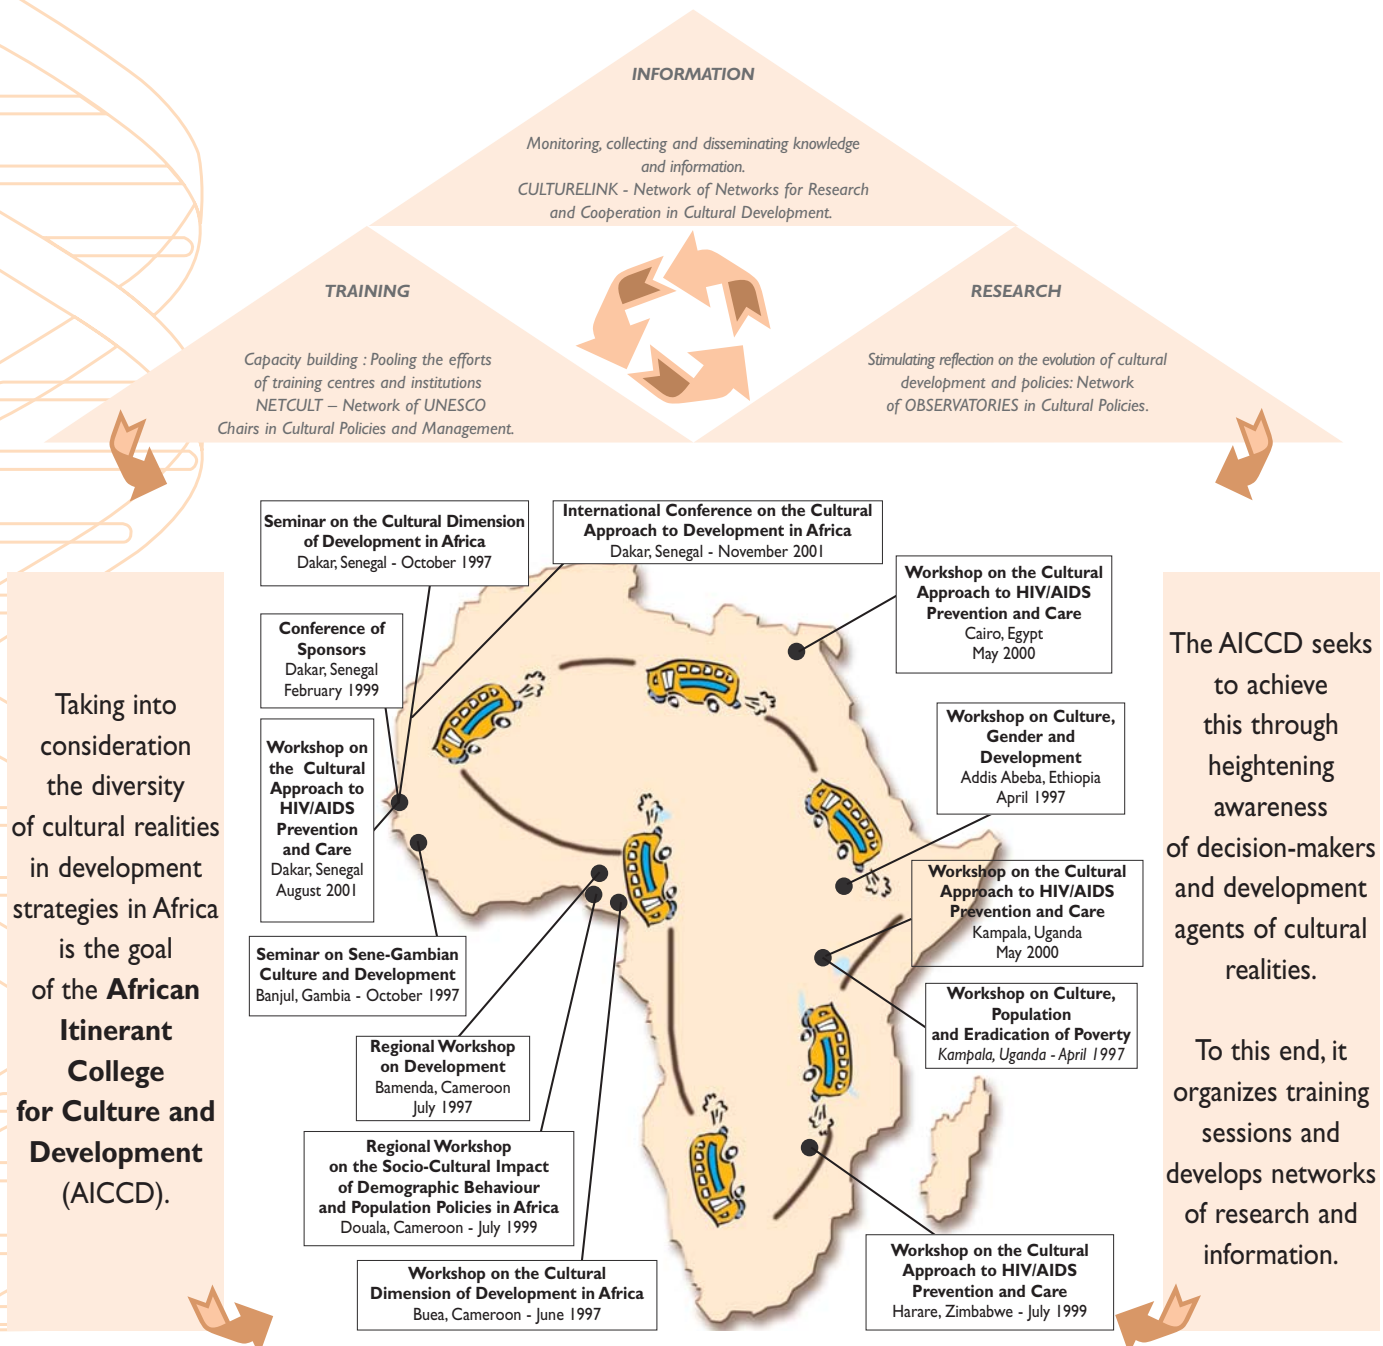 INFORMATION
Monitoring, collecting and disseminating knowledge
and information.
CULTURELINK - Network of Networks for Research
and Cooperation in Cultural Development.
TRAINING
Capacity building : Pooling the efforts
of training centres and institutions
NETCULT – Network of UNESCO
Chairs in Cultural Policies and Management.
RESEARCH
Stimulating reflection on the evolution of cultural
development and policies: Network
of OBSERVATORIES in Cultural Policies.
Taking into
consideration
the diversity
of cultural realities
in development
strategies in Africa
is the goal
of the African
Itinerant
College
for Culture and
Development
(AICCD).
Seminar on the Cultural Dimension
of Development in Africa
Dakar, Senegal - October 1997
International Conference on the Cultural
Approach to Development in Africa
Dakar, Senegal - November 2001
Conference of
Sponsors
Dakar, Senegal
February 1999
Workshop on
the Cultural
Approach to
HIV/AIDS
Prevention
and Care
Dakar, Senegal
August 2001
Seminar on Sene-Gambian
Culture and Development
Banjul, Gambia - October 1997
Regional Workshop
on Development
Bamenda, Cameroon
July 1997
Regional Workshop
on the Socio-Cultural Impact
of Demographic Behaviour
and Population Policies in Africa
Douala, Cameroon - July 1999
Workshop on the Cultural
Dimension of Development in Africa
Buea, Cameroon - June 1997
Workshop on the Cultural
Approach to HIV/AIDS
Prevention and Care
Cairo, Egypt
May 2000
Workshop on Culture,
Gender and
Development
Addis Abeba, Ethiopia
April 1997
Workshop on the Cultural
Approach to HIV/AIDS
Prevention and Care
Kampala, Uganda
May 2000
Workshop on Culture,
Population
and Eradication of Poverty
Kampala, Uganda - April 1997
Workshop on the Cultural
Approach to HIV/AIDS
Prevention and Care
Harare, Zimbabwe - July 1999
The AICCD seeks
to achieve
this through
heightening
awareness
of decision-makers
and development
agents of cultural
realities.
To this end, it
organizes training
sessions and
develops networks
of research and
information.